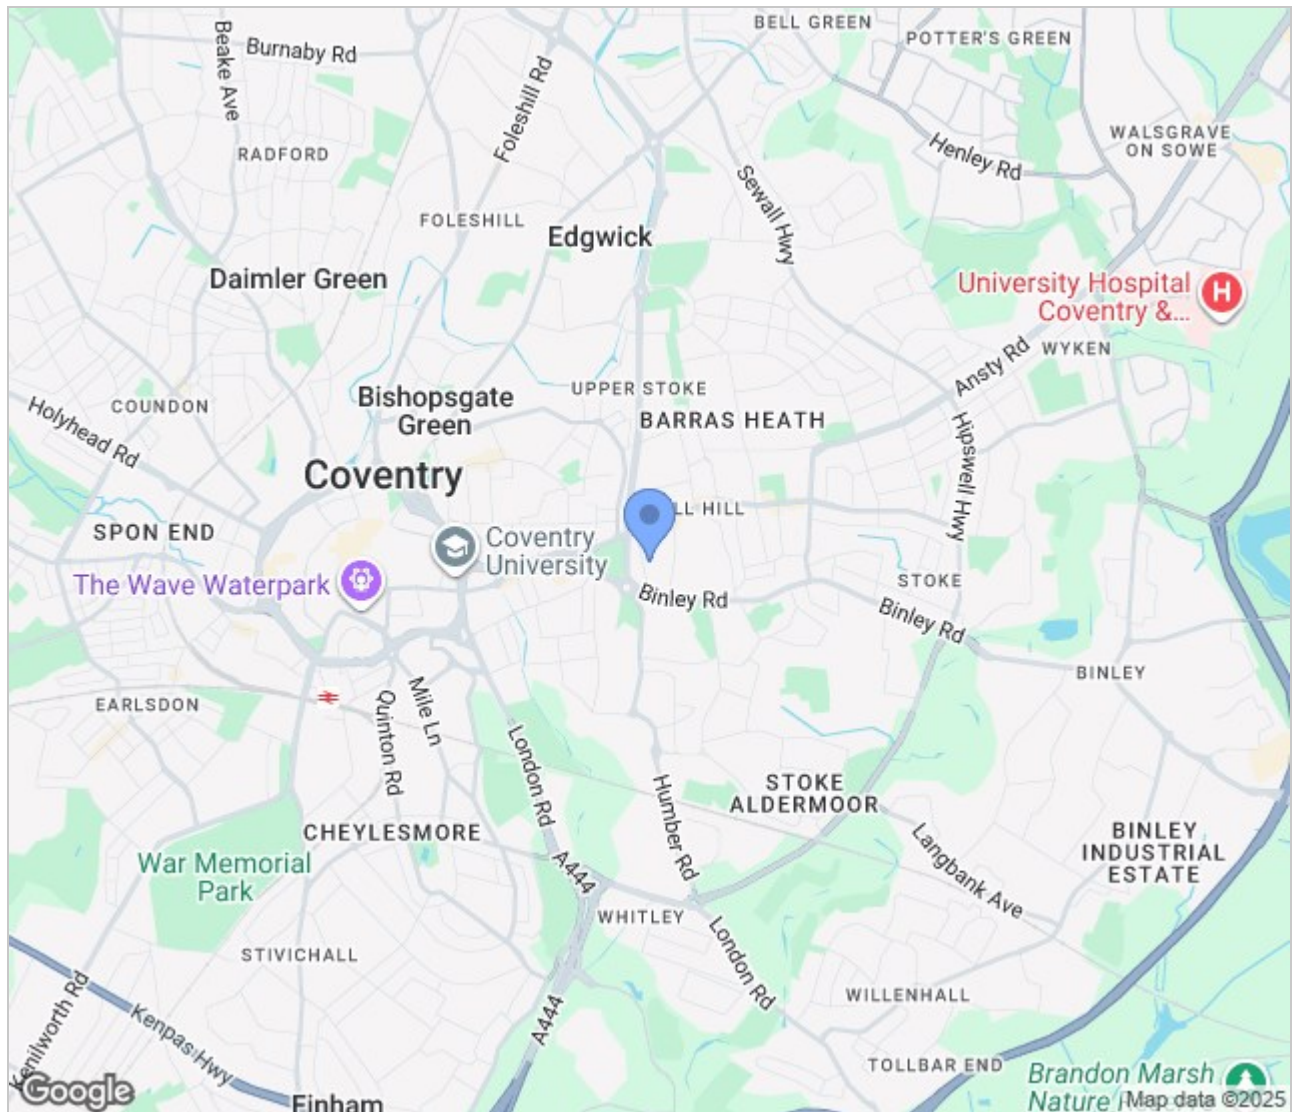 BELL GREEN
POTTER'S GREEN
Burnaby Rd
Beake Ave
Foleshill Rd
WALSGRAVE
ON SOWE
Henley Rd
RADFORD
Sewall Hwy
FOLESHILL
Edgwick
Daimler Green
University Hospital
Coventry &...
H
WYKEN
Ansty Rd
UPPER STOKE
Bishopsgate
Green
COUNDON
Holyhead Rd
BARRAS HEATH
Hipswell Hwy
Coventry
LL HILL
SPON END
Coventry
University
The Wave Waterpark
STOKE
Binley Rd
Binley Rd
BINLEY
EARLSDON
Mile Ln
Quinton Rd
London Rd
STOKE
ALDERMOOR
Humber Rd
CHEYLESMORE
BINLEY
INDUSTRIAL
ESTATE
Langbank Ave
War Memorial
Park
A444
WHITLEY
London Rd
STIVICHALL
WILLENHALL
Kenilworth Rd
Kenpas Hwy
A444
TOLLBAR END
Brandon Marsh
Nature
Google
Finham
Map data ©2025